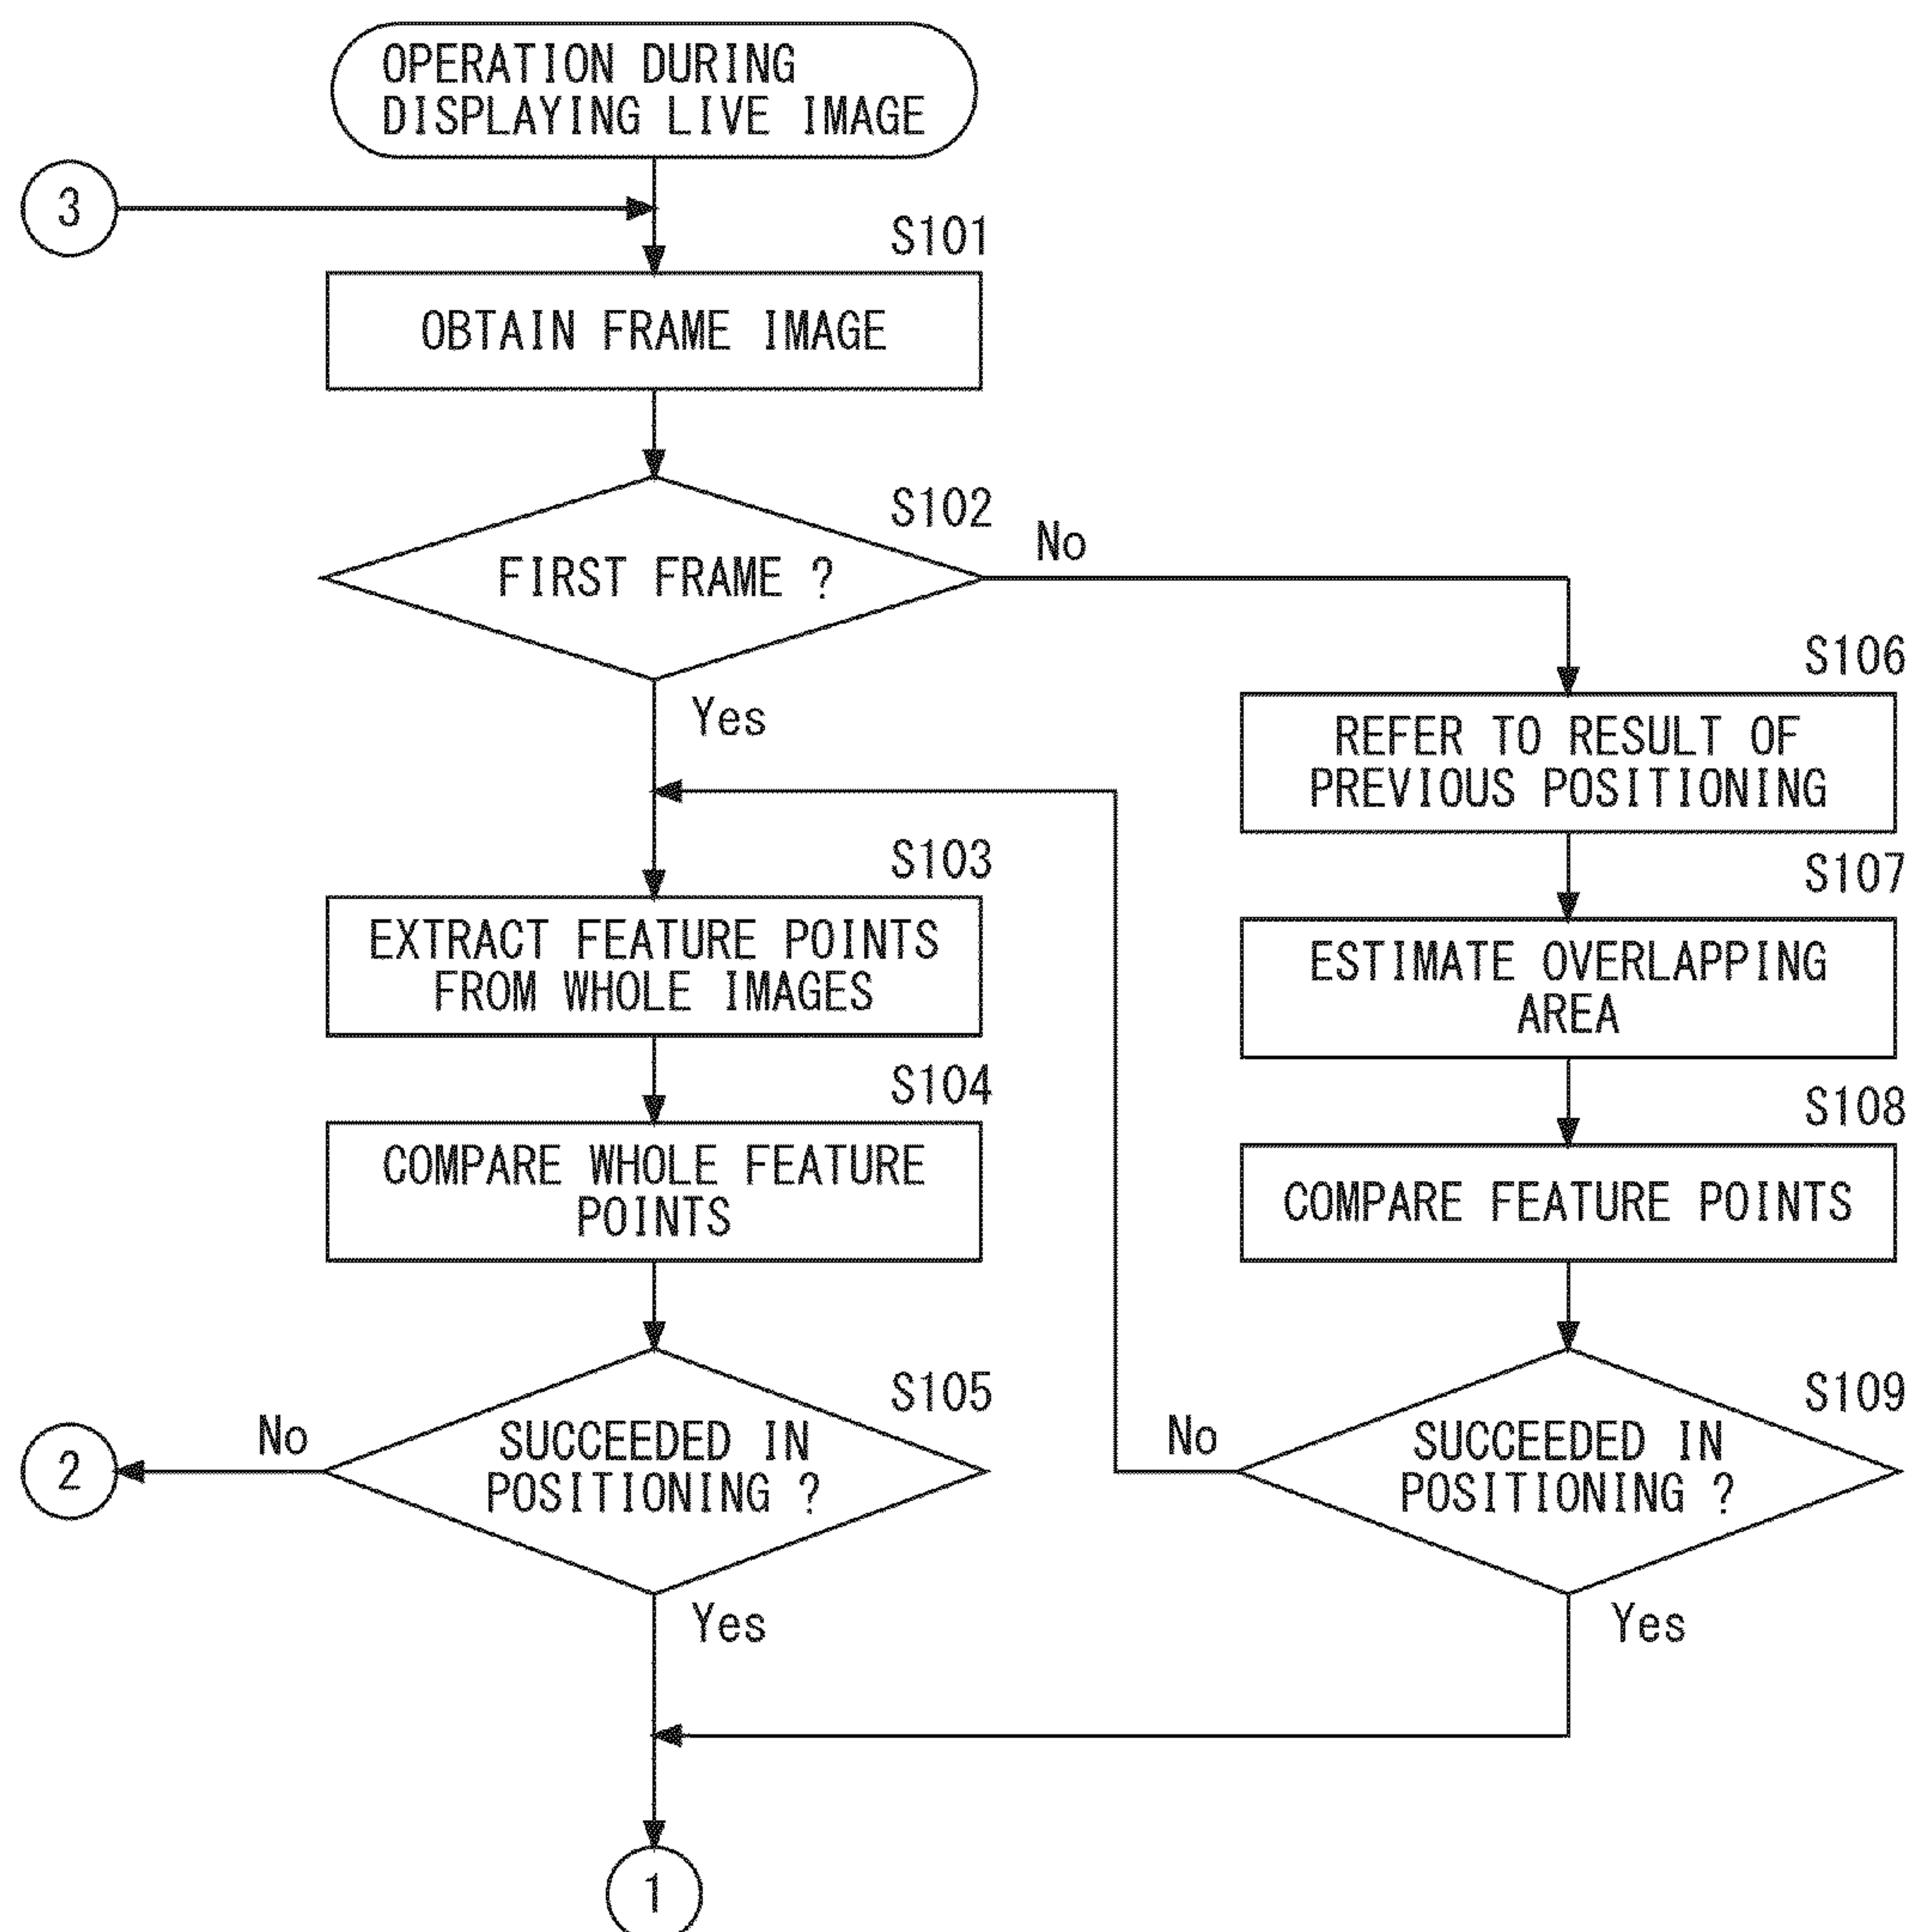 OPERATION DURING
DISPLAYING LIVE IMAGE
3
S101
OBTAIN FRAME IMAGE
S102
FIRST FRAME ?
No
Yes
S103
EXTRACT FEATURE POINTS
FROM WHOLE IMAGES
S104
COMPARE WHOLE FEATURE
POINTS
S105
SUCCEEDED IN
POSITIONING ?
No
2
Yes
S106
REFER TO RESULT OF
PREVIOUS POSITIONING
S107
ESTIMATE OVERLAPPING
AREA
S108
COMPARE FEATURE POINTS
S109
SUCCEEDED IN
POSITIONING ?
No
Yes
1